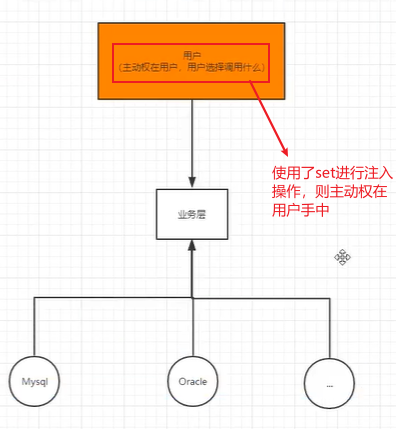 用户
(主动权在用户，用户选择调用什么)
使用了set进行注入
操作，则主动权在
用户手中
业务层
Mysql
Oracle
...